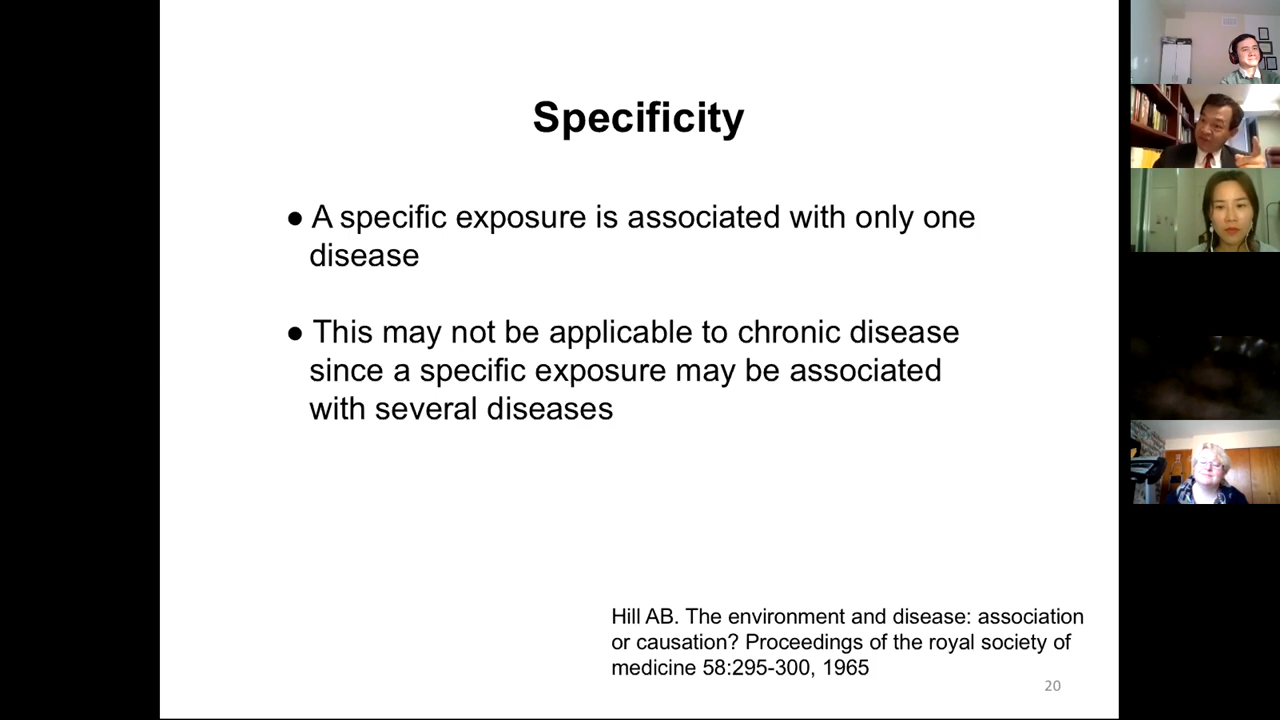 Specificity
● A specific exposure is associated with only one
disease
● This may not be applicable to chronic disease
since a specific exposure may be associated
with several diseases
Hill AB. The environment and disease: association
or causation? Proceedings of the royal society of
medicine 58:295-300, 1965
20